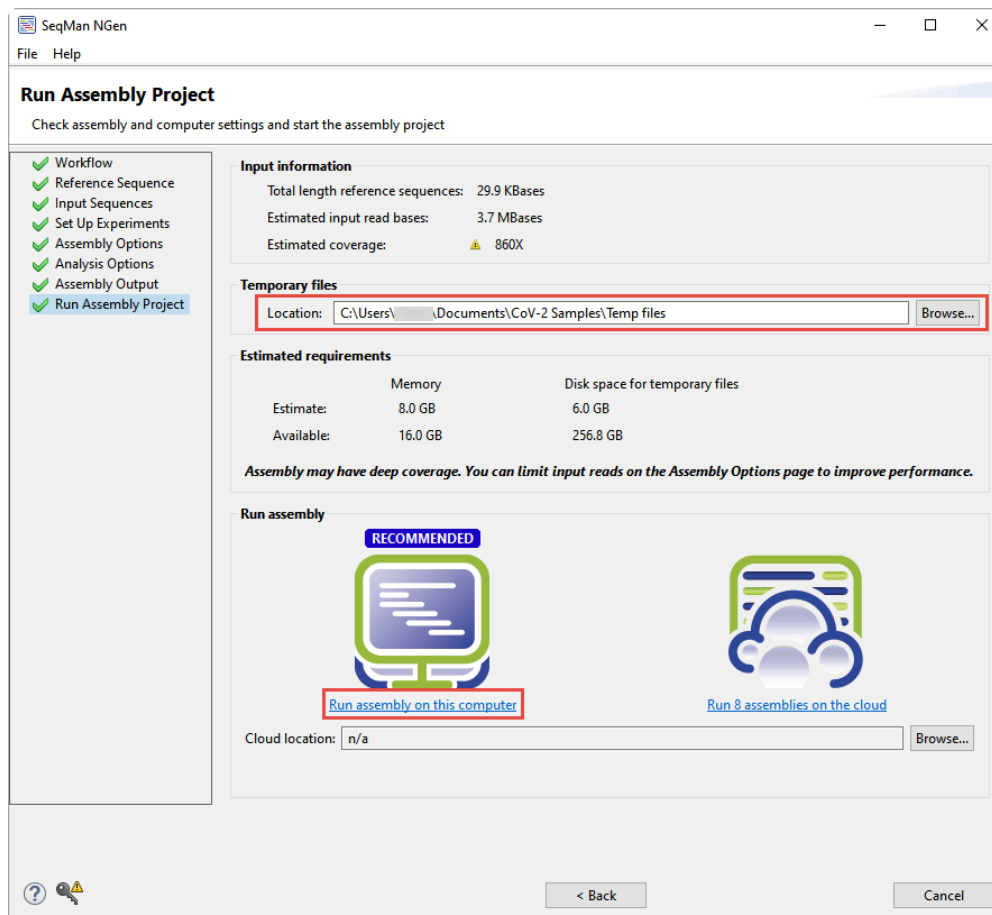 SeqMan NGen
File Help
Run Assembly Project
Check assembly and computer settings and start the assembly project
Workflow
Reference Sequence
Input Sequences
Set Up Experiments
Assembly Options
Analysis Options
Assembly Output
Run Assembly Project
Input information
Total length reference sequences: 29.9 KBases
Estimated input read bases: 3.7 MBases
Estimated coverage: 860X
Temporary files
Location: C:\Users\ \Documents\CoV-2 Samples\Temp files Browse...
Estimated requirements
Memory Disk space for temporary files
Estimate: 8.0 GB 6.0 GB
Available: 16.0 GB 256.8 GB
Assembly may have deep coverage. You can limit input reads on the Assembly Options page to improve performance.
Run assembly
RECOMMENDED
Run assembly on this computer Run 8 assemblies on the cloud
Cloud location: n/a Browse...
? < Back Cancel